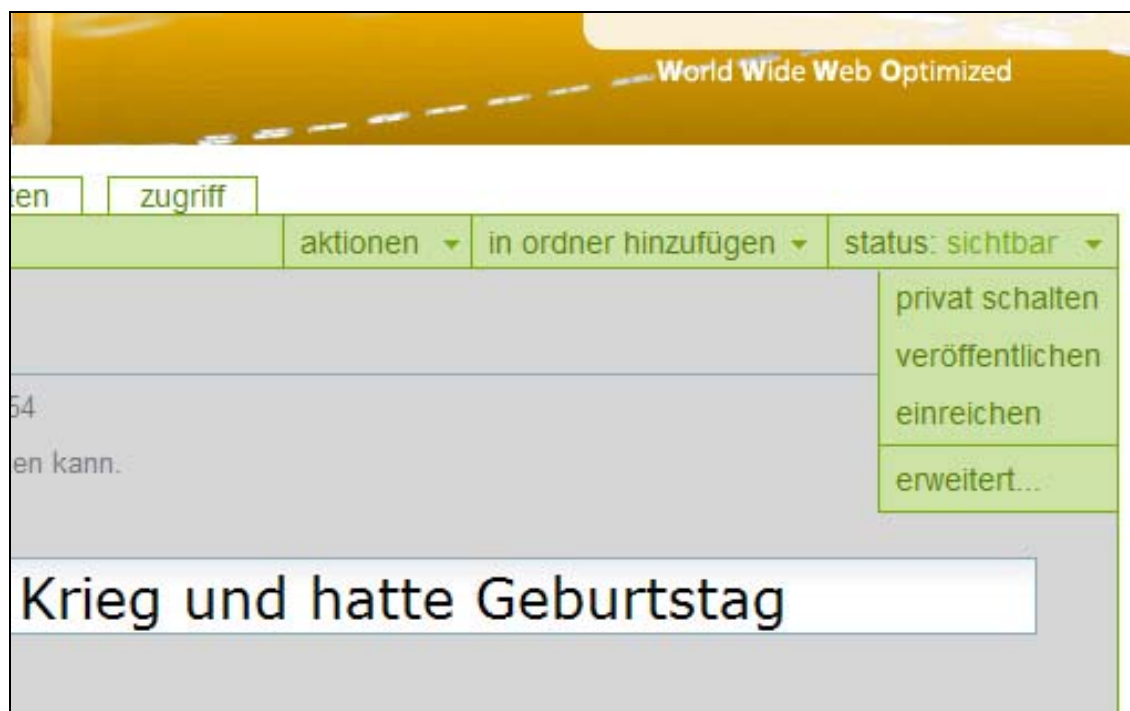 World Wide Web Optimized
ten zugriff
aktionen in ordner hinzufügen status: sichtbar
privat schalten
veröffentlichen
54
einreichen
en kann.
erweitert...
Krieg und hatte Geburtstag